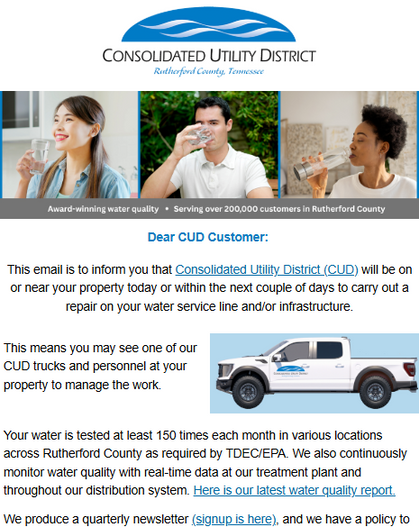 CONSOLIDATED UTILITY DISTRICT
Rutherford County, Tennessee
Award-winning water quality • Serving over 200,000 customers in Rutherford County
Dear CUD Customer:
This email is to inform you that Consolidated Utility District (CUD) will be on
or near your property today or within the next couple of days to carry out a
repair on your water service line and/or infrastructure.
This means you may see one of our
CUD trucks and personnel at your
property to manage the work.
Your water is tested at least 150 times each month in various locations
across Rutherford County as required by TDEC/EPA. We also continuously
monitor water quality with real-time data at our treatment plant and
throughout our distribution system. Here is our latest water quality report.
We produce a quarterly newsletter (signup is here), and we have a policy to